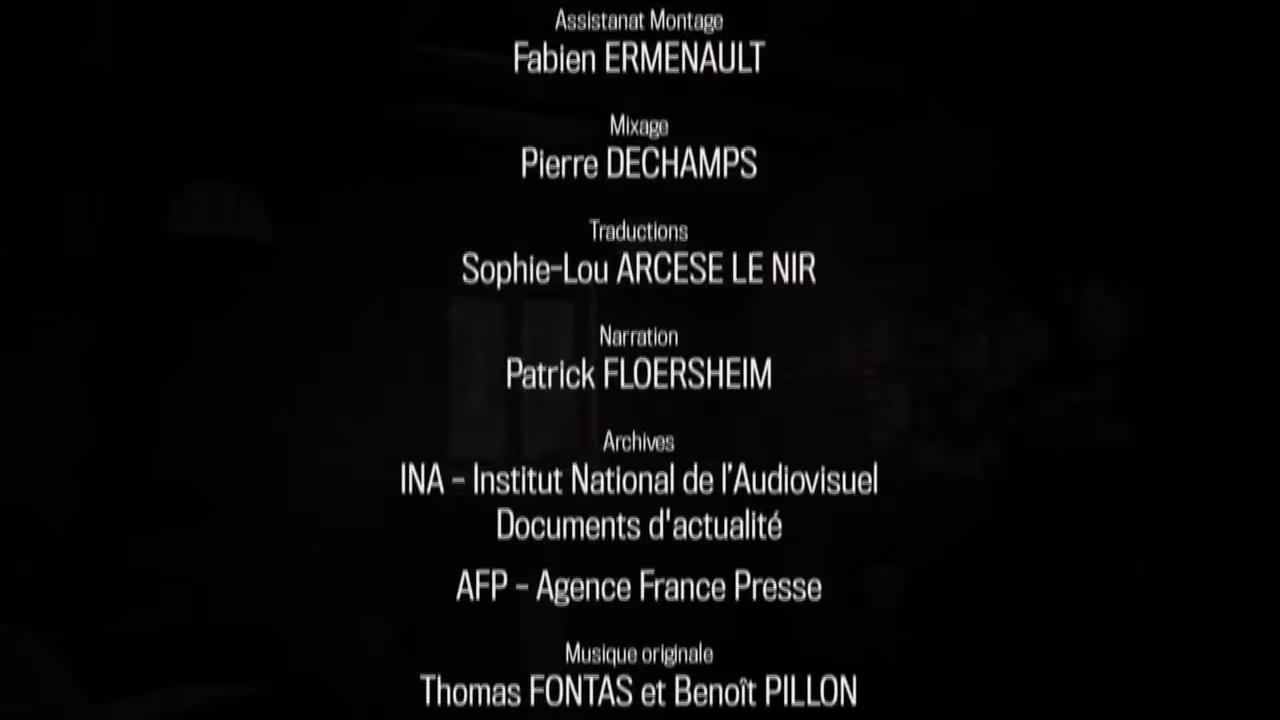 Assistanat Montage
Fabien ERMENAULT
Mixage
Pierre DECHAMPS
Traductions
Sophie-Lou ARCESE LE NIR
Narration
Patrick FLOERSHEIM
Archives
INA - Institut National de l'Audiovisuel
Documents d'actualité
AFP - Agence France Presse
Musique originale
Thomas FONTAS et Benoît PILLON